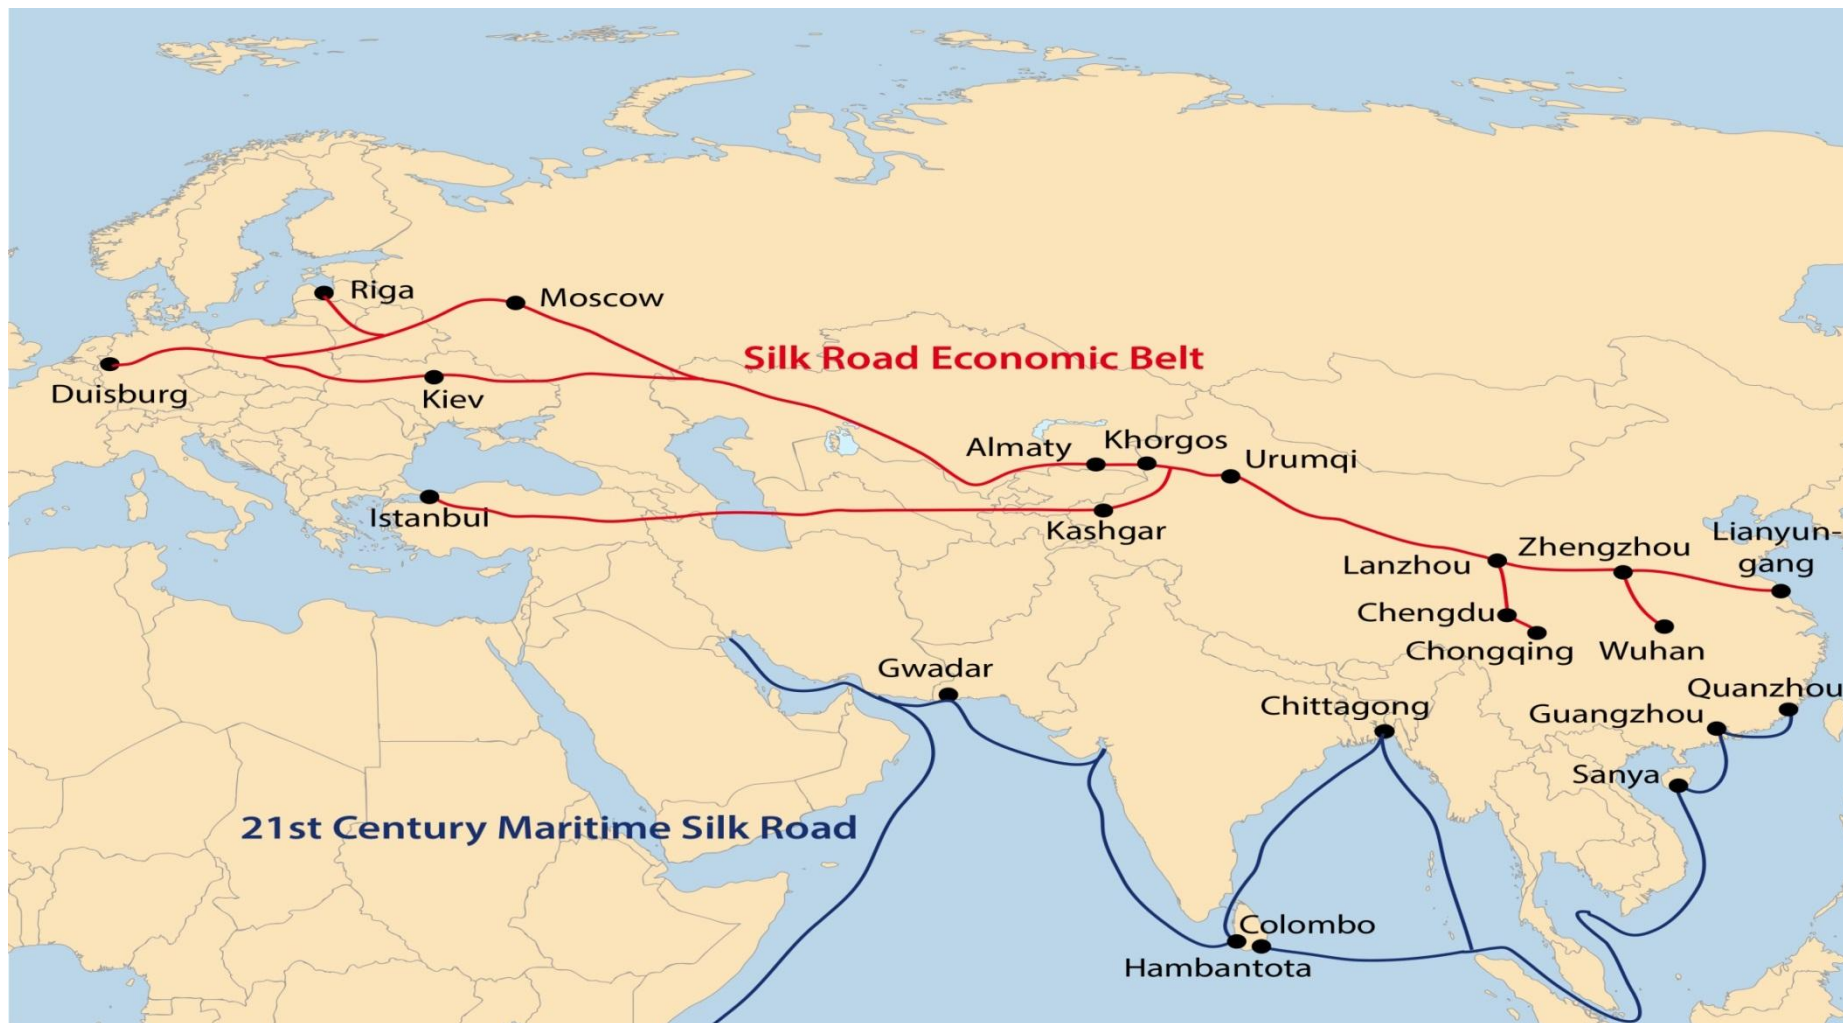 Riga
Moscow
Silk Road Economic Belt
Duisburg
Kiev
Almaty
Khorgos
Urumqi
Istanbul
Kashgar
Lanzhou
Zhengzhou
Lianyun-
gang
Chengdu
Chongqing
Wuhan
Gwadar
Chittagong
Quanzhou
Guangzhou
Sanya
21st Century Maritime Silk Road
Colombo
Hambantota